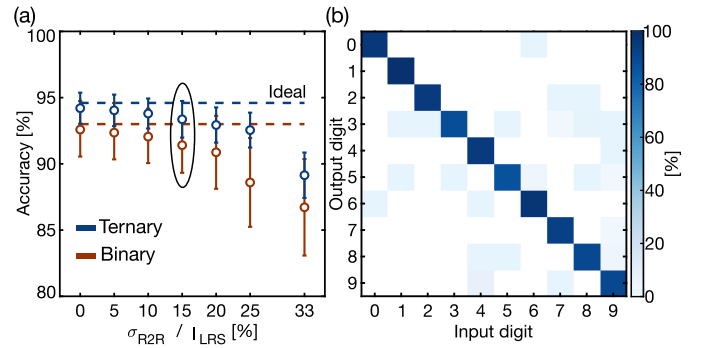 (a)
100
95
90
85
80
Accuracy [%]
Ideal
Ternary
Binary
0 5 10 15 20 25 33
σR2R / ILRS [%]
(b)
0
1
2
3
4
5
6
7
8
9
Output digit
0 1 2 3 4 5 6 7 8 9
Input digit
100
80
60
40
20
0
[%]